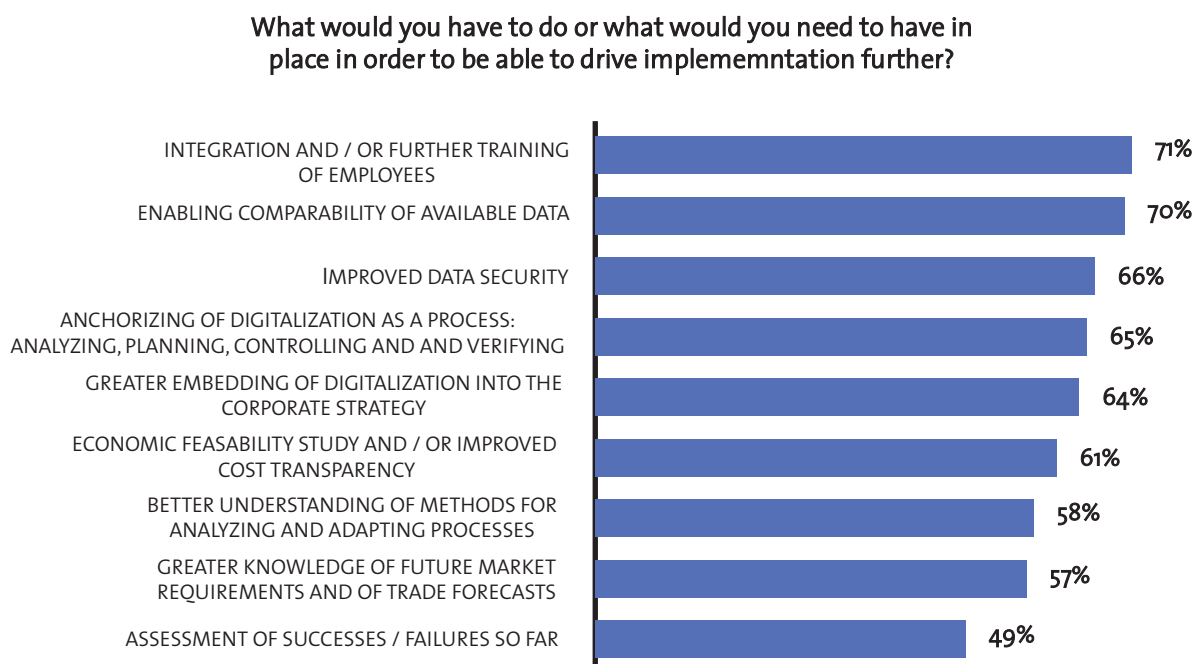 What would you have to do or what would you need to have in
place in order to be able to drive implememntation further?
INTEGRATION AND / OR FURTHER TRAINING
OF EMPLOYEES
71%
ENABLING COMPARABILITY OF AVAILABLE DATA
70%
IMPROVED DATA SECURITY
66%
ANCHORIZING OF DIGITALIZATION AS A PROCESS:
ANALYZING, PLANNING, CONTROLLING AND AND VERIFYING
65%
GREATER EMBEDDING OF DIGITALIZATION INTO THE
CORPORATE STRATEGY
64%
ECONOMIC FEASABILITY STUDY AND / OR IMPROVED
COST TRANSPARENCY
61%
BETTER UNDERSTANDING OF METHODS FOR
ANALYZING AND ADAPTING PROCESSES
58%
GREATER KNOWLEDGE OF FUTURE MARKET
REQUIREMENTS AND OF TRADE FORECASTS
57%
ASSESSMENT OF SUCCESSES / FAILURES SO FAR
49%